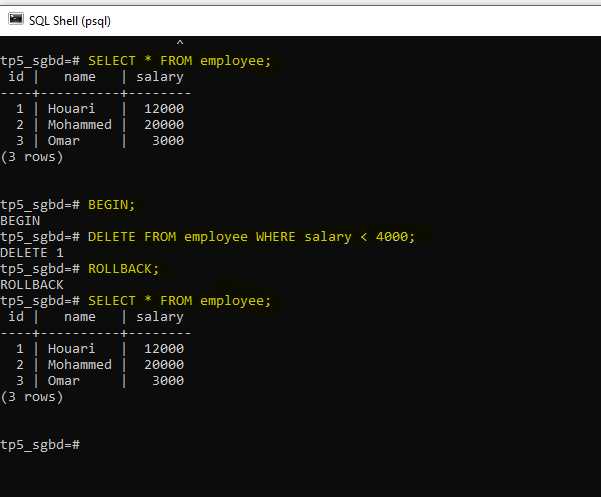 SQL Shell (psql)
^
tp5_sgbd=# SELECT * FROM employee;
 id |   name   | salary
----+----------+--------
  1 | Houari   |  12000
  2 | Mohammed |  20000
  3 | Omar     |   3000
(3 rows)
tp5_sgbd=# BEGIN;
BEGIN
tp5_sgbd=# DELETE FROM employee WHERE salary < 4000;
DELETE 1
tp5_sgbd=# ROLLBACK;
ROLLBACK
tp5_sgbd=# SELECT * FROM employee;
 id |   name   | salary
----+----------+--------
  1 | Houari   |  12000
  2 | Mohammed |  20000
  3 | Omar     |   3000
(3 rows)
tp5_sgbd=#